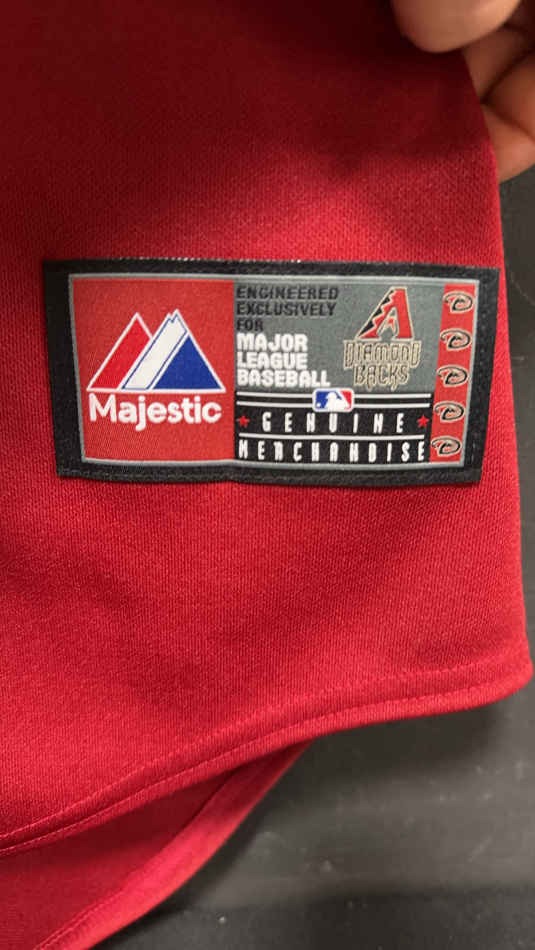 Majestic
ENGINEERED
EXCLUSIVELY
FOR
MAJOR
LEAGUE
BASEBALL
A
DIAMOND
BACKS
GENUINE
MERCHANDISE